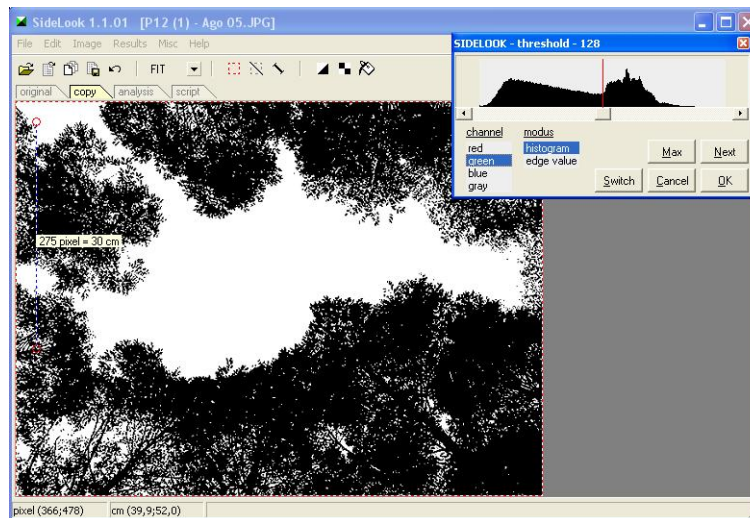 SideLook 1.1.01 [P12 (1) - Ago 05.JPG]
File Edit Image Results Misc Help
FIT
original copy analysis script
275 pixel = 30 cm
pixel (366;478) cm (39,9;52,0)
SIDELOOK - threshold - 128
channel modus
red histogram
green edge value
blue
gray
Max Next
Switch Cancel OK